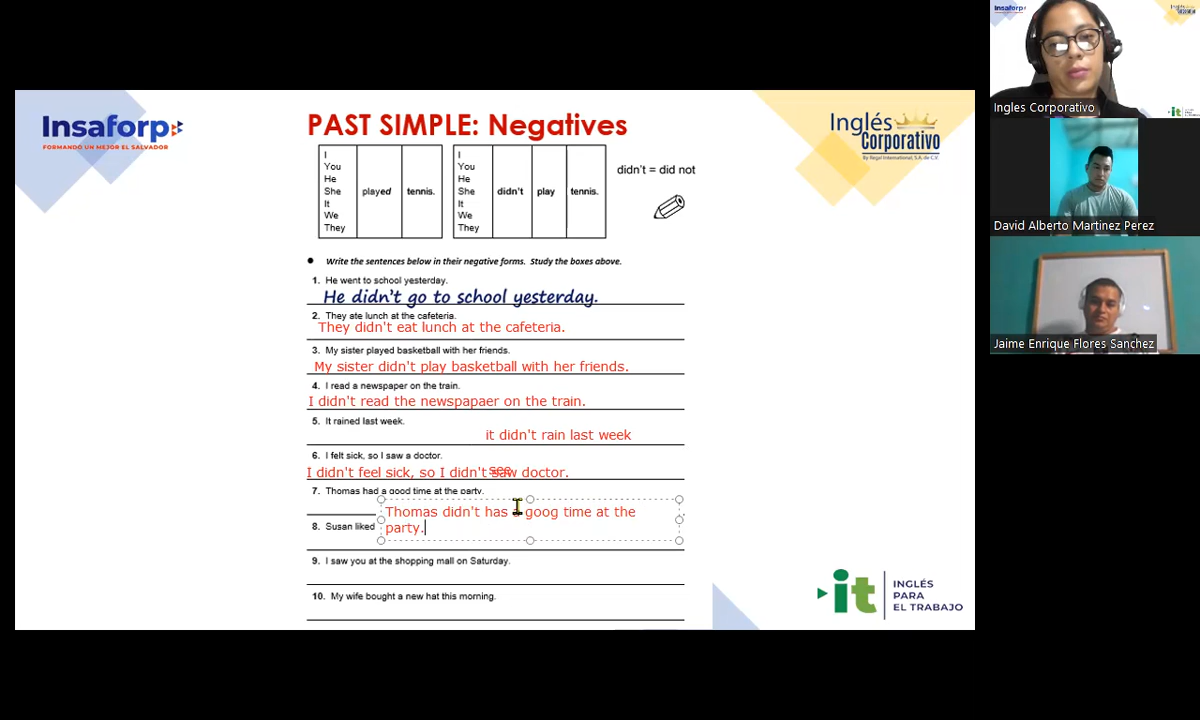 Insaforp
FORMANDO UN MEJOR EL SALVADOR
PAST SIMPLE: Negatives
Inglés
Corporativo
By Regal International, S.A. de C.V.
I
You
He
She
It
We
They
played
tennis.
I
You
He
She
It
We
They
didn't
play
tennis.
didn't = did not
Write the sentences below in their negative forms. Study the boxes above.
1. He went to school yesterday.
He didn't go to school yesterday.
2. They ate lunch at the cafeteria.
They didn't eat lunch at the cafeteria.
3. My sister played basketball with her friends.
My sister didn't play basketball with her friends.
4. I read a newspaper on the train.
I didn't read the newspapaer on the train.
5. It rained last week.
it didn't rain last week
6. I felt sick, so I saw a doctor.
see
I didn't feel sick, so I didn't saw doctor.
7. Thomas had a good time at the party.
Thomas didn't has goog time at the
party.
8. Susan liked
9. I saw you at the shopping mall on Saturday.
10. My wife bought a new hat this morning.
it
INGLÉS
PARA
EL TRABAJO
Insaforp
Ingles Corporativo
David Alberto Martinez Perez
Jaime Enrique Flores Sanchez